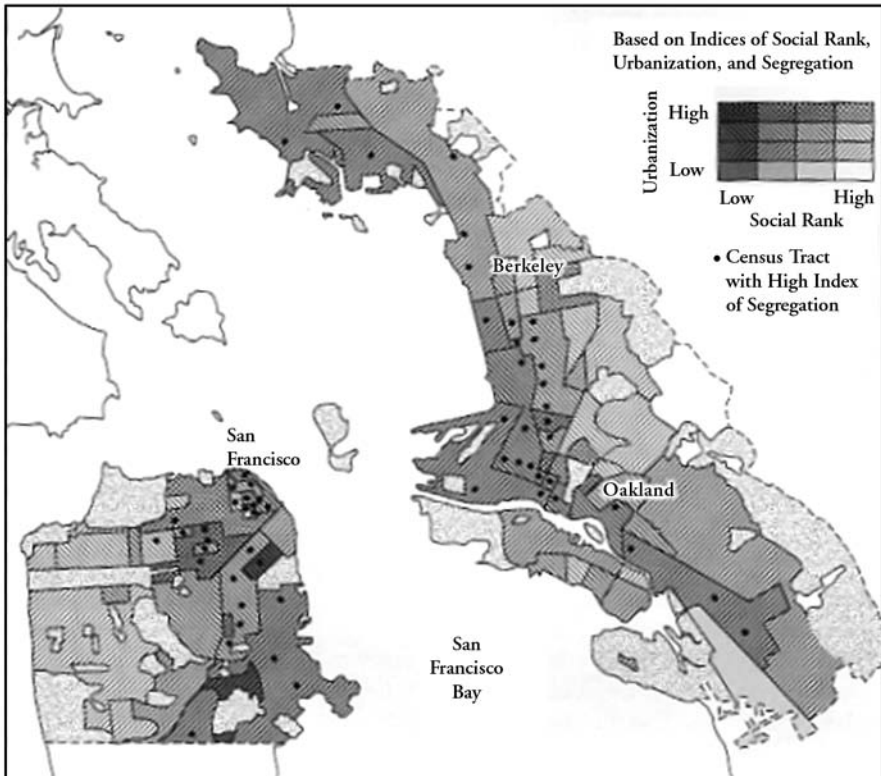 Based on Indices of Social Rank,
Urbanization, and Segregation
High
Urbanization
Low
Low
High
Social Rank
• Census Tract
with High Index
of Segregation
Berkeley
San
Francisco
Oakland
San
Francisco
Bay